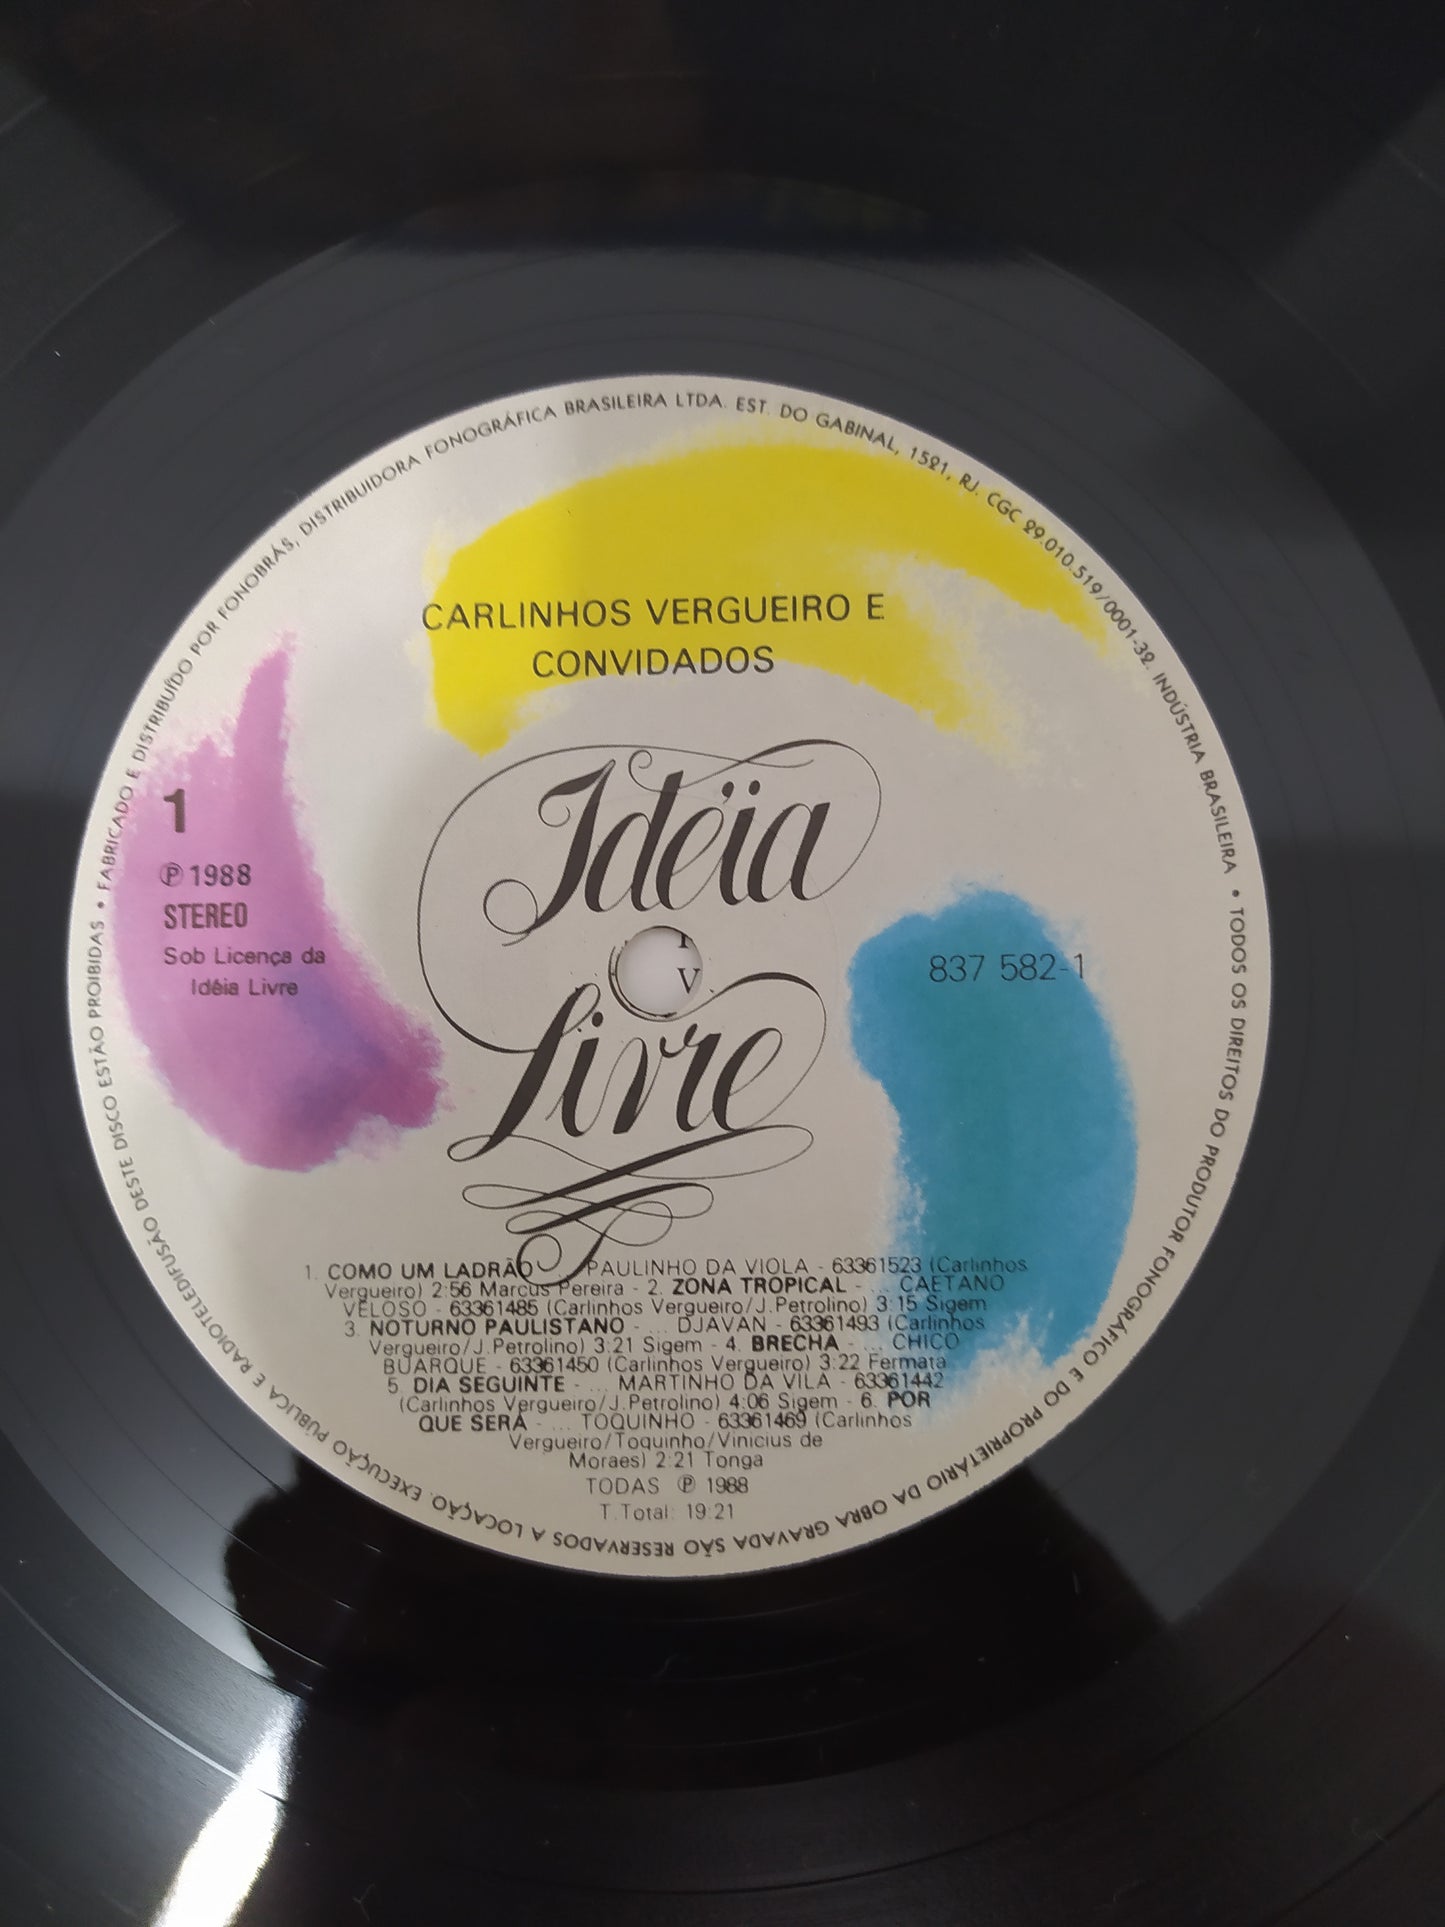 • FABRICADO E DISTRIBUÍDO POR FONOBRÁS, DISTRIBUIDORA FONOGRÁFICA BRASILEIRA LTDA. EST. DO GABINAL, 1521, RJ. CGC 29.010.519/0001-32. INDÚSTRIA BRASILEIRA • TODOS OS DIREITOS DO PRODUTOR FONOGRÁFICO E DO PROPRIETÁRIO DA OBRA GRAVADA SÃO RESERVADOS A LOCAÇÃO. EXECUÇÃO PÚBLICA E RADIOTELEDIFUSÃO DESTE DISCO ESTÃO PROIBIDAS
CARLINHOS VERGUEIRO E
CONVIDADOS
1
℗ 1988
STEREO
Sob Licença da
Idéia Livre
Idéia
Livre
837 582-1
1. COMO UM LADRÃO - ... PAULINHO DA VIOLA - 63361523 (Carlinhos
Vergueiro) 2:56 Marcus Pereira - 2. ZONA TROPICAL - ... CAETANO
VELOSO - 63361485 (Carlinhos Vergueiro/J.Petrolino) 3:15 Sigem
3. NOTURNO PAULISTANO - ... DJAVAN - 63361493 (Carlinhos
Vergueiro/J.Petrolino) 3:21 Sigem - 4. BRECHA - ... CHICO
BUARQUE - 63361450 (Carlinhos Vergueiro) 3:22 Fermata
5. DIA SEGUINTE - ... MARTINHO DA VILA - 63361442
(Carlinhos Vergueiro/J.Petrolino) 4:06 Sigem - 6. POR
QUE SERÁ - ... TOQUINHO - 63361469 (Carlinhos
Vergueiro/Toquinho/Vinicius de
Moraes) 2:21 Tonga
TODAS ℗ 1988
T.Total: 19:21